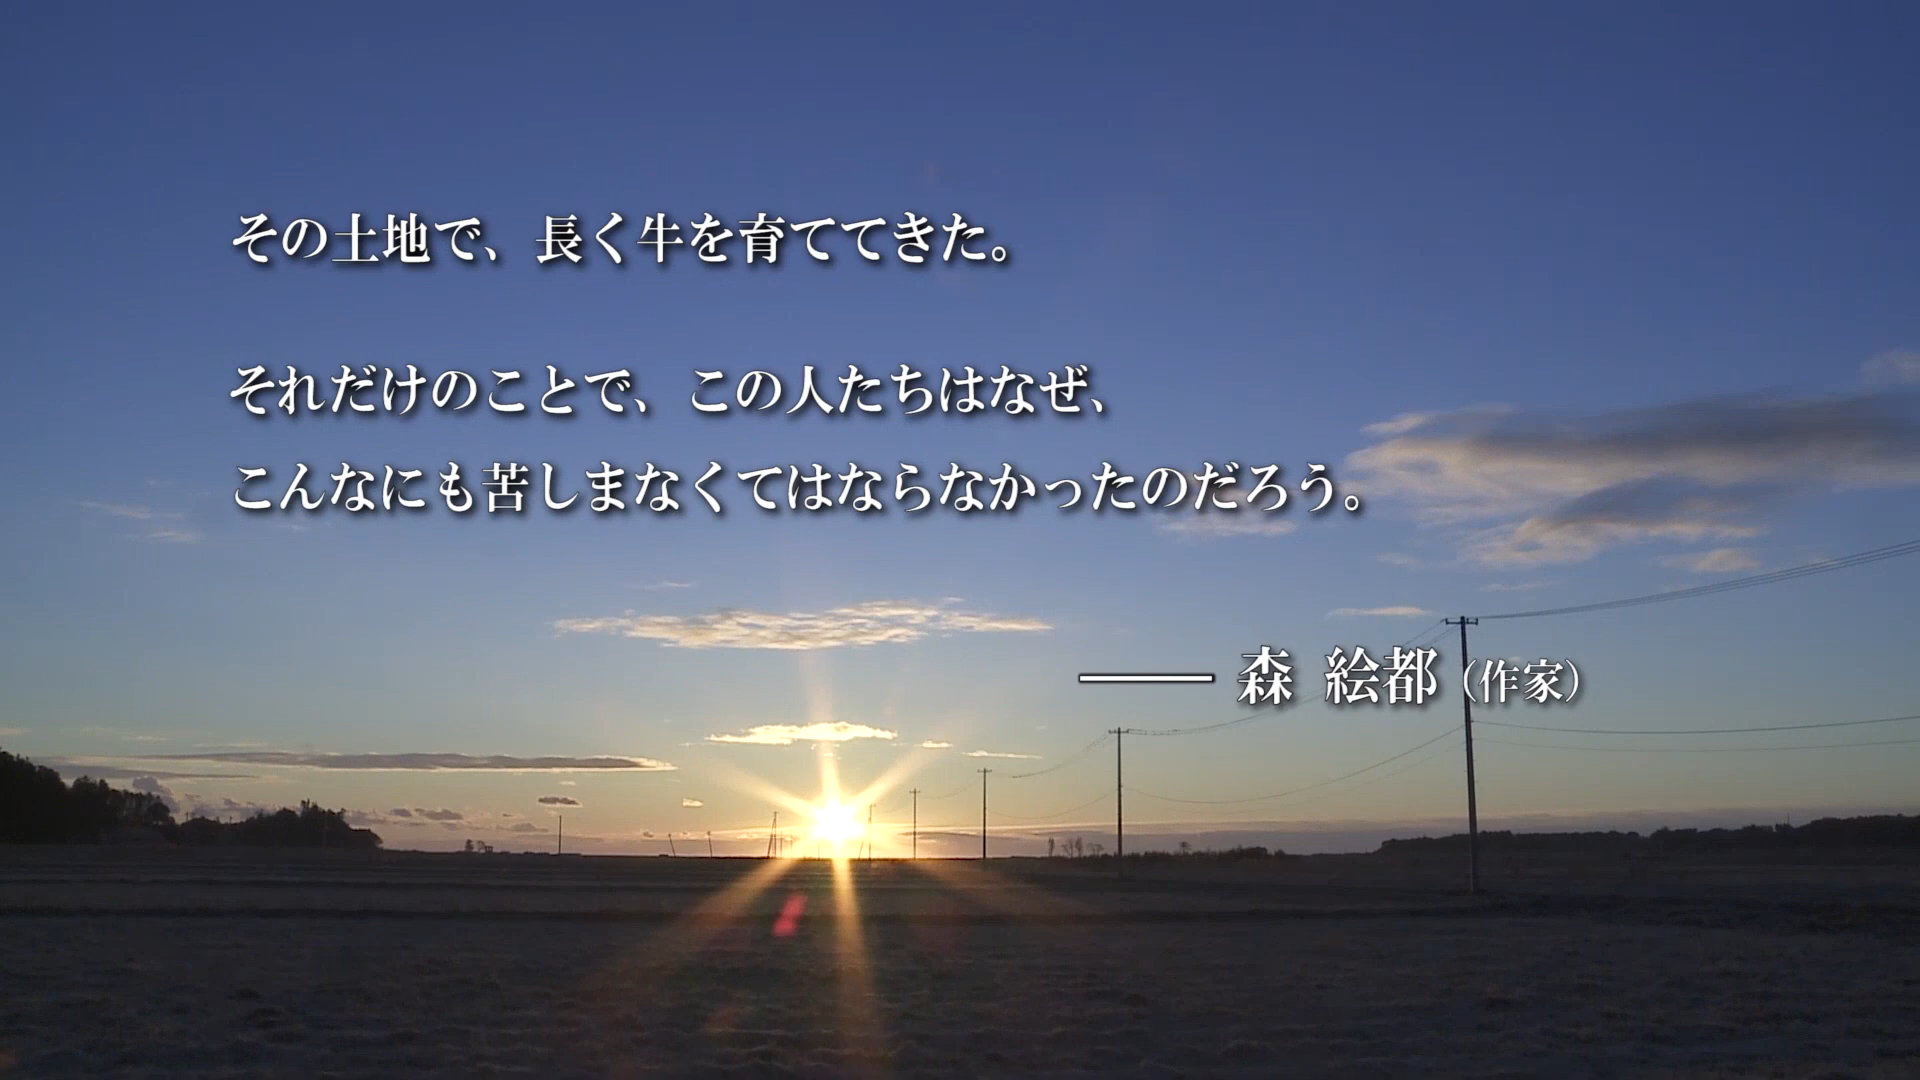 その土地で、長く牛を育ててきた。
それだけのことで、この人たちはなぜ、
こんなにも苦しまなくてはならなかったのだろう。
―― 森 絵都（作家）